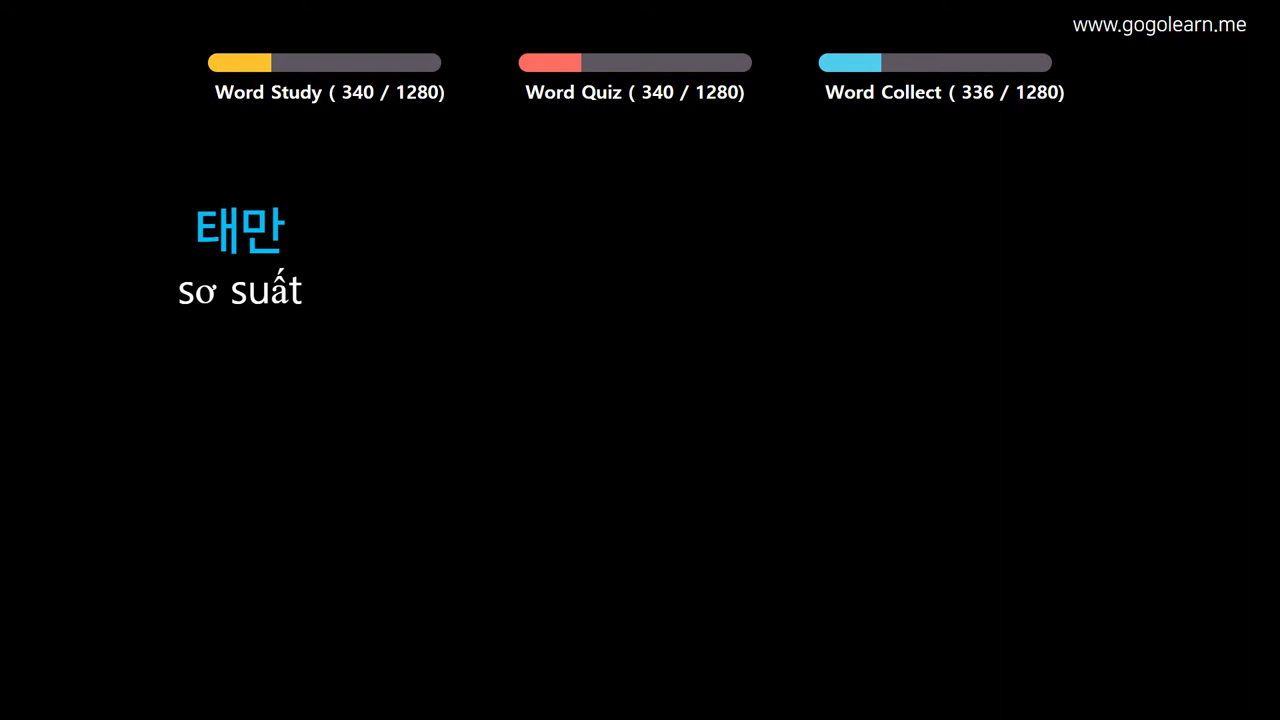 www.gogolearn.me
Word Study ( 340 / 1280)
Word Quiz ( 340 / 1280)
Word Collect ( 336 / 1280)
태만
sơ suất